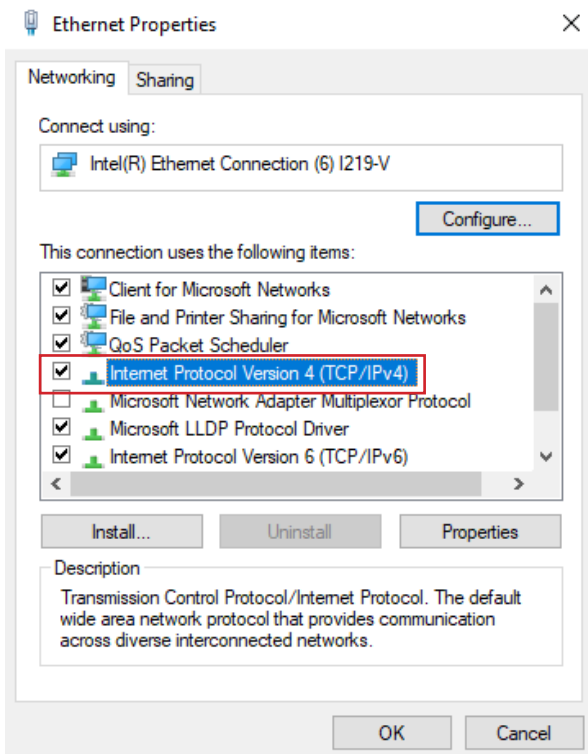 Ethernet Properties
Networking
Sharing
Connect using:
Intel(R) Ethernet Connection (6) I219-V
Configure...
This connection uses the following items:
Client for Microsoft Networks
File and Printer Sharing for Microsoft Networks
QoS Packet Scheduler
Internet Protocol Version 4 (TCP/IPv4)
Microsoft Network Adapter Multiplexor Protocol
Microsoft LLDP Protocol Driver
Internet Protocol Version 6 (TCP/IPv6)
Install...
Uninstall
Properties
Description
Transmission Control Protocol/Internet Protocol. The default
wide area network protocol that provides communication
across diverse interconnected networks.
OK
Cancel